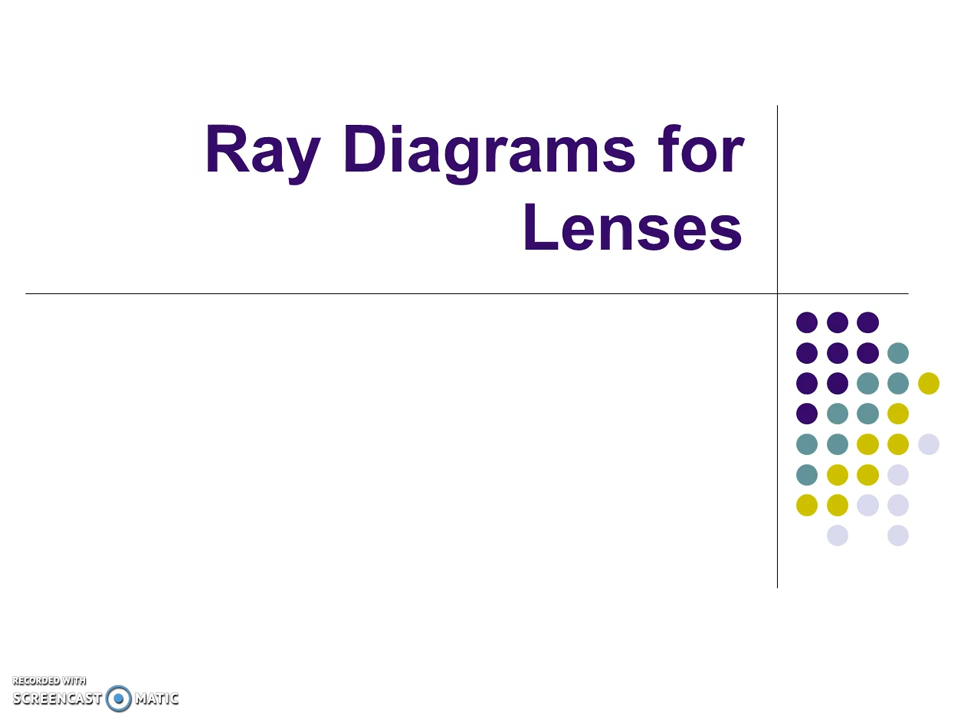 Ray Diagrams for
Lenses
RECORDED WITH
SCREENCAST MATIC